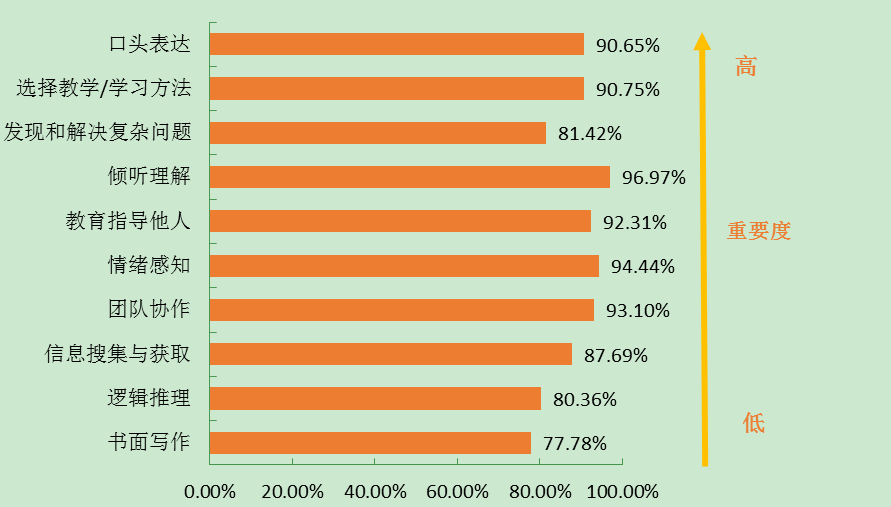 口头表达 90.65%
选择教学/学习方法 90.75%
高
发现和解决复杂问题 81.42%
倾听理解 96.97%
教育指导他人 92.31%
重要度
情绪感知 94.44%
团队协作 93.10%
信息搜集与获取 87.69%
逻辑推理 80.36%
低
书面写作 77.78%
0.00% 20.00% 40.00% 60.00% 80.00% 100.00%